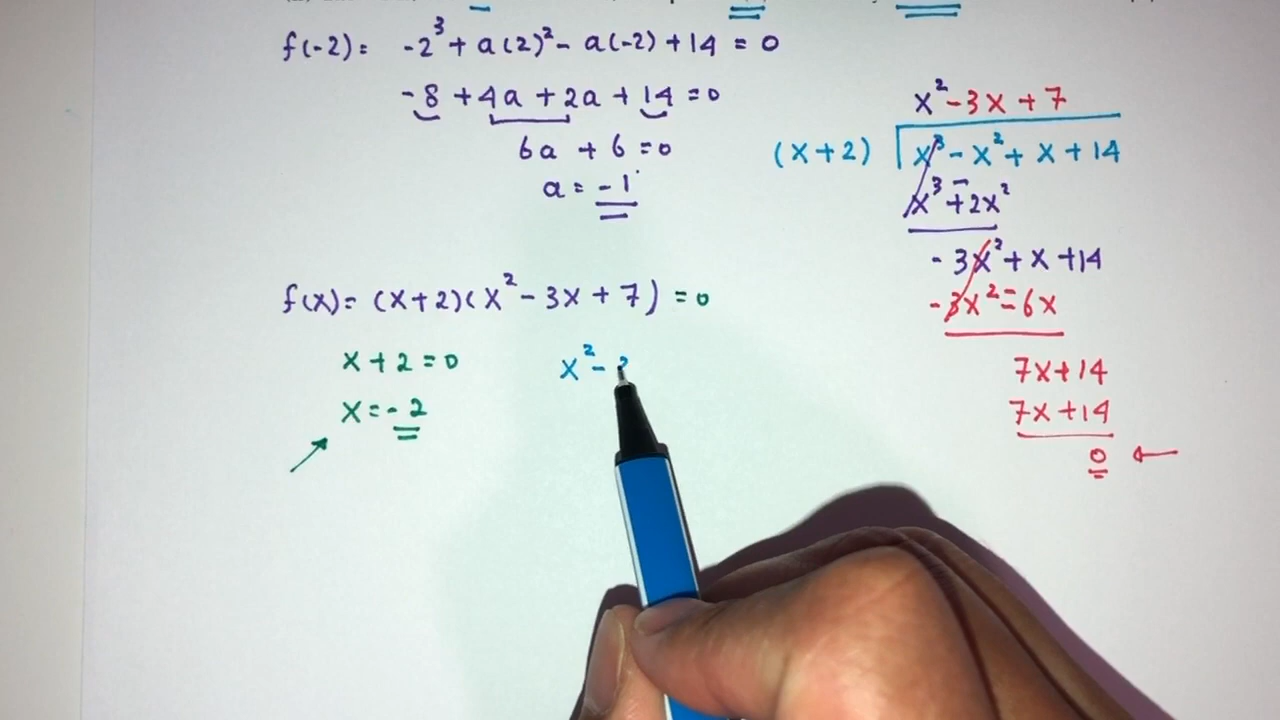 f(-2) = -2³ + a(2)² - a(-2) + 14 = 0
-8 + 4a + 2a + 14 = 0
6a + 6 = 0
a = -1
x² - 3x + 7
(x+2) x³ - x² + x + 14
x³ + 2x²
-3x² + x + 14
-3x² - 6x
7x + 14
7x + 14
0
f(x) = (x+2)(x² - 3x + 7) = 0
x + 2 = 0
x = -2
x² -